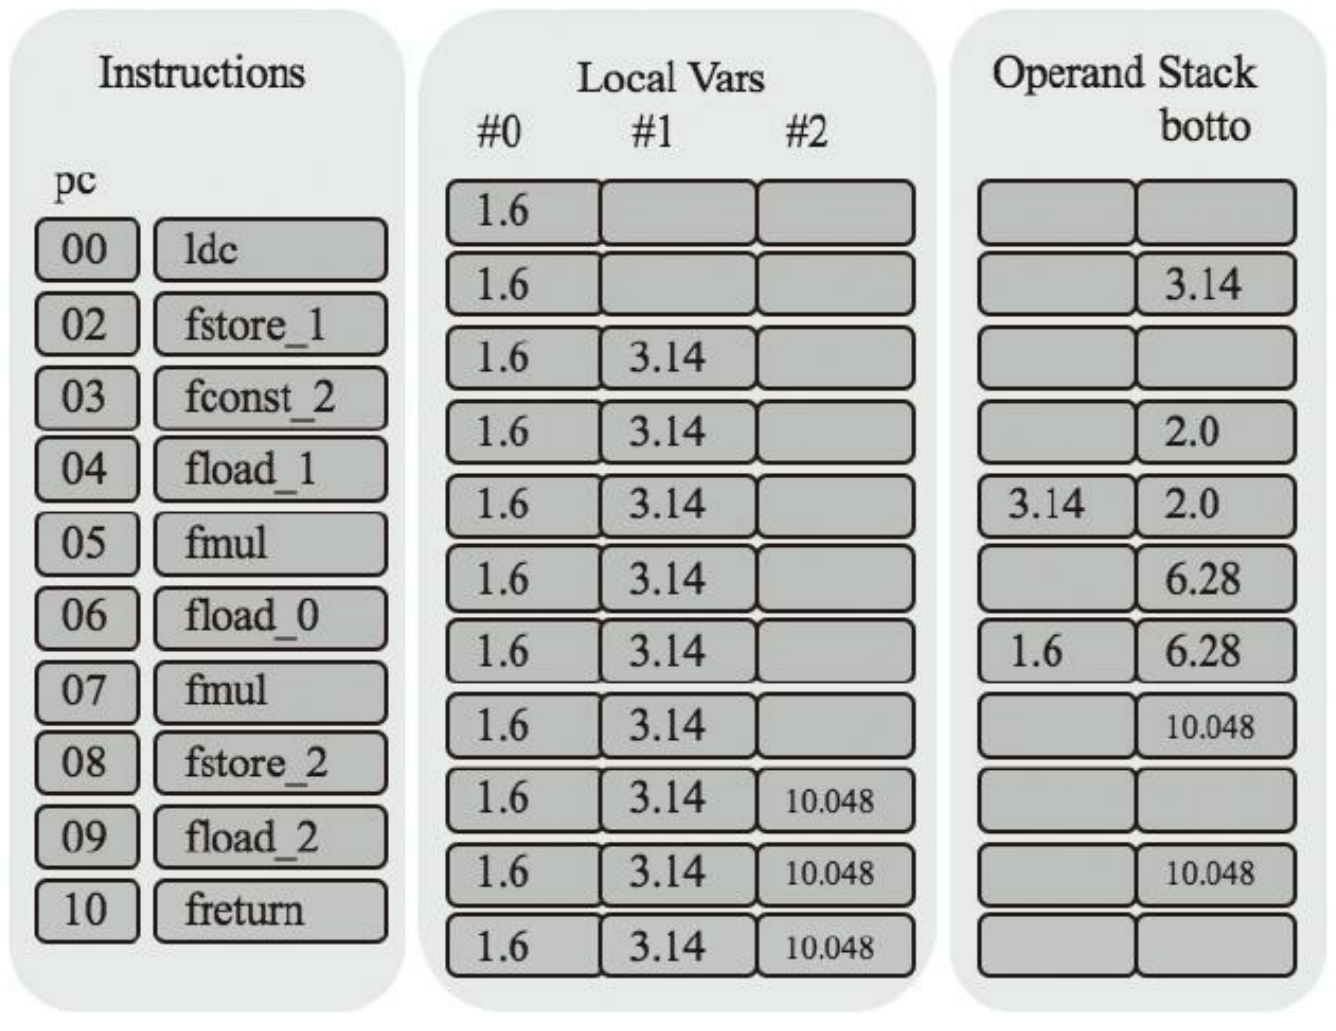 Instructions
pc
00 ldc
02 fstore_1
03 fconst_2
04 fload_1
05 fmul
06 fload_0
07 fmul
08 fstore_2
09 fload_2
10 freturn
Local Vars
#0 #1 #2
1.6
1.6
1.6 3.14
1.6 3.14
1.6 3.14
1.6 3.14
1.6 3.14
1.6 3.14
1.6 3.14 10.048
1.6 3.14 10.048
1.6 3.14 10.048
Operand Stack
botto
3.14
2.0
3.14 2.0
6.28
1.6 6.28
10.048
10.048